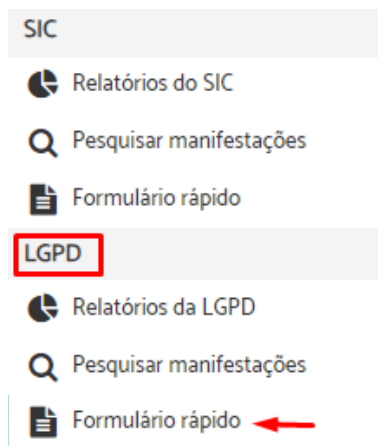 SIC
Relatórios do SIC
Pesquisar manifestações
Formulário rápido
LGPD
Relatórios da LGPD
Pesquisar manifestações
Formulário rápido